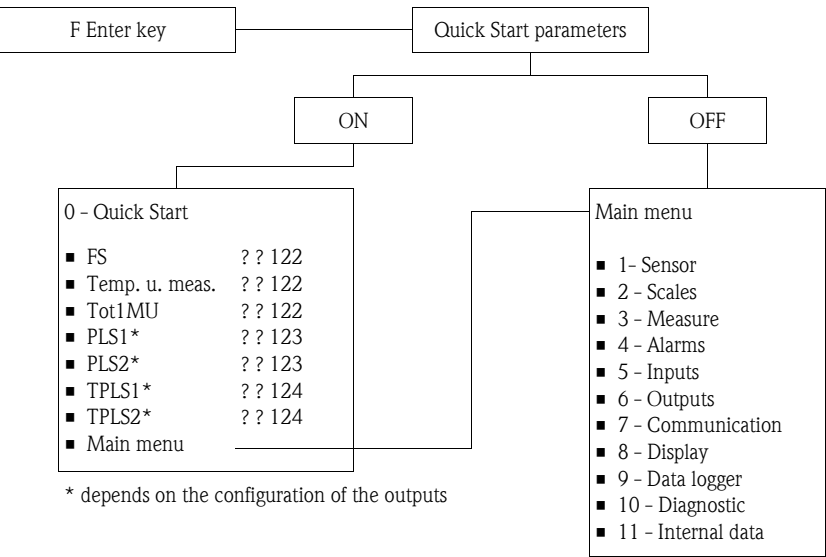 F Enter key
Quick Start parameters
ON
OFF
0 – Quick Start
■ FS ? ? 122
■ Temp. u. meas. ? ? 122
■ Tot1MU ? ? 122
■ PLS1* ? ? 123
■ PLS2* ? ? 123
■ TPLS1* ? ? 124
■ TPLS2* ? ? 124
■ Main menu
* depends on the configuration of the outputs
Main menu
■ 1– Sensor
■ 2 – Scales
■ 3 – Measure
■ 4 – Alarms
■ 5 – Inputs
■ 6 – Outputs
■ 7 – Communication
■ 8 – Display
■ 9 – Data logger
■ 10 – Diagnostic
■ 11 – Internal data